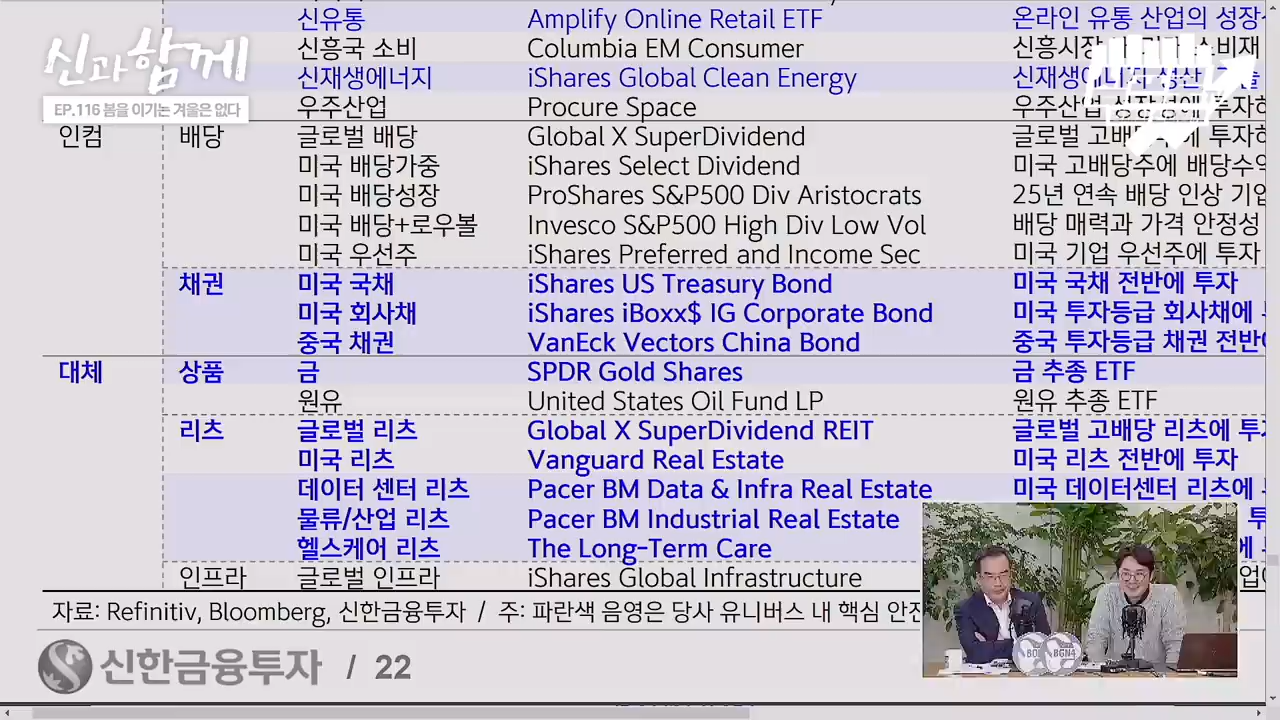 신과함께
EP.116 봄을 이기는 겨울은 없다
신유통 Amplify Online Retail ETF 온라인 유통 산업의
신흥국 소비 Columbia EM Consumer
신재생에너지 iShares Global Clean Energy 신재생에너지 생산
우주산업 Procure Space 우주산업 성장성에
인컴 배당 글로벌 배당 Global X SuperDividend 글로벌
미국 배당가중 iShares Select Dividend 미국 고배당주에
미국 배당성장 ProShares S&P500 Div Aristocrats 25년 연속 배당 인상
미국 배당+로우볼 Invesco S&P500 High Div Low Vol 배당 매력과 가격 안정성
미국 우선주 iShares Preferred and Income Sec 미국 기업 우선주에 투자
채권 미국 국채 iShares US Treasury Bond 미국 국채 전반에 투자
미국 회사채 iShares iBoxx$ IG Corporate Bond 미국 투자등급 회사채에
중국 채권 VanEck Vectors China Bond 중국 투자등급 채권
대체 상품 금 SPDR Gold Shares 금 추종 ETF
원유 United States Oil Fund LP 원유 추종 ETF
리츠 글로벌 리츠 Global X SuperDividend REIT 글로벌 고배당 리츠에
미국 리츠 Vanguard Real Estate 미국 리츠 전반에 투자
데이터 센터 리츠 Pacer BM Data & Infra Real Estate 미국 데이터센터 리츠에
물류/산업 리츠 Pacer BM Industrial Real Estate
헬스케어 리츠 The Long-Term Care
인프라 글로벌 인프라 iShares Global Infrastructure
자료: Refinitiv, Bloomberg, 신한금융투자 / 주: 파란색 음영은 당사 유니버스 내 핵심
신한금융투자 / 22